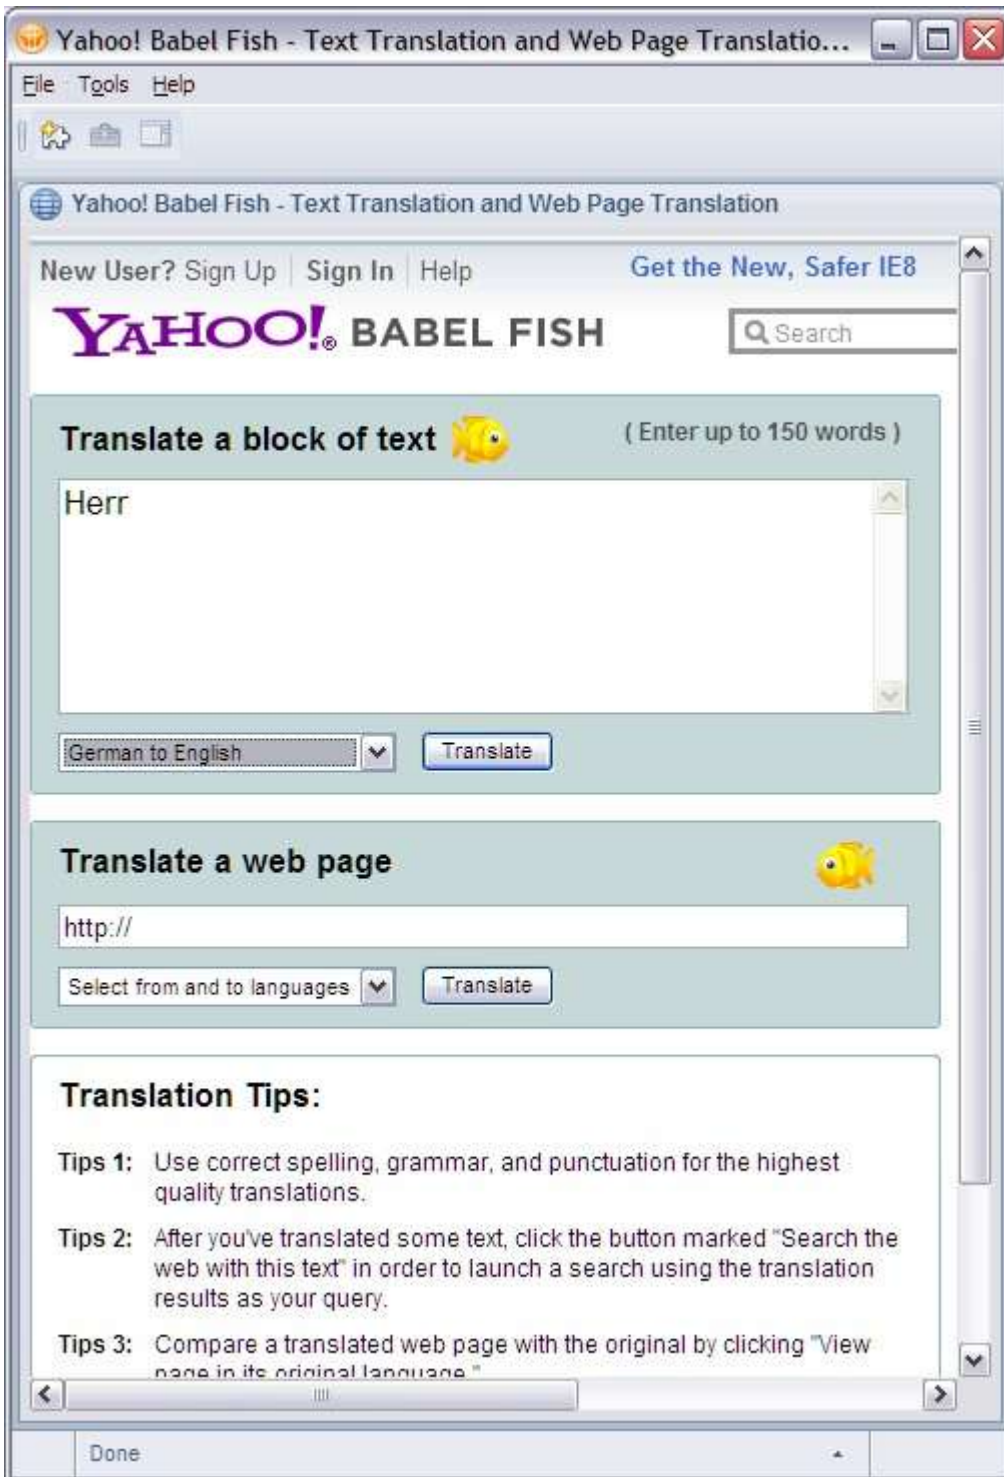 Yahoo! Babel Fish - Text Translation and Web Page Translatio...
File Tools Help
Yahoo! Babel Fish - Text Translation and Web Page Translation
New User? Sign Up Sign In Help Get the New, Safer IE8
YAHOO!® BABEL FISH Search
Translate a block of text ( Enter up to 150 words )
Herr
German to English Translate
Translate a web page
http://
Select from and to languages Translate
Translation Tips:
Tips 1: Use correct spelling, grammar, and punctuation for the highest
quality translations.
Tips 2: After you've translated some text, click the button marked "Search the
web with this text" in order to launch a search using the translation
results as your query.
Tips 3: Compare a translated web page with the original by clicking "View
page in its original language."
Done